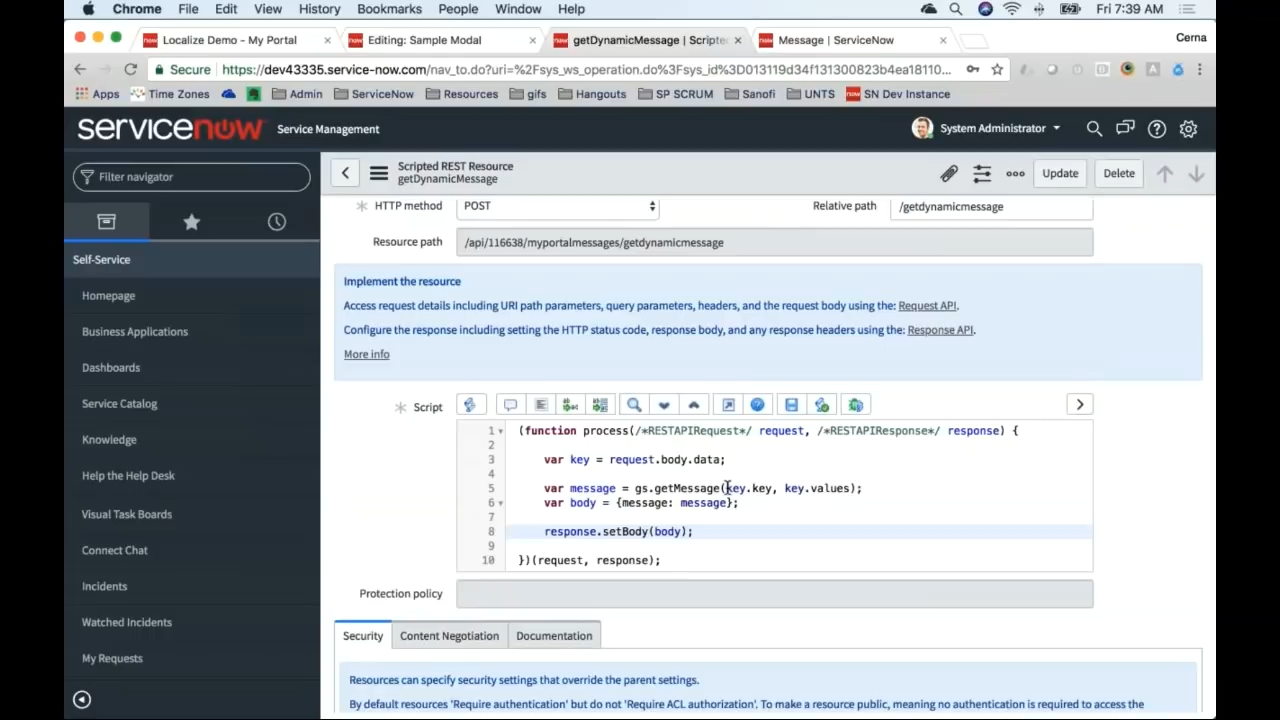 Chrome File Edit View History Bookmarks People Window Help Fri 7:39 AM
Localize Demo - My Portal × Editing: Sample Modal × getDynamicMessage | Scripte × Message | ServiceNow × Cerna
Secure https://dev43335.service-now.com/nav_to.do?uri=%2Fsys_ws_operation.do%3Fsys_id%3D013119d34f131300823b4ea18110...
Apps Time Zones Admin ServiceNow Resources gifs Hangouts SP SCRUM Sanofi UNTS SN Dev Instance
servicenow Service Management System Administrator
Filter navigator
Self-Service
Homepage
Business Applications
Dashboards
Service Catalog
Knowledge
Help the Help Desk
Visual Task Boards
Connect Chat
Incidents
Watched Incidents
My Requests
Scripted REST Resource
getDynamicMessage
Update Delete
HTTP method POST Relative path /getdynamicmessage
Resource path /api/116638/myportalmessages/getdynamicmessage
Implement the resource
Access request details including URI path parameters, query parameters, headers, and the request body using the: Request API.
Configure the response including setting the HTTP status code, response body, and any response headers using the: Response API.
More info
Script
1 (function process(/*RESTAPIRequest*/ request, /*RESTAPIResponse*/ response) {
2
3 var key = request.body.data;
4
5 var message = gs.getMessage(key.key, key.values);
6 var body = {message: message};
7
8 response.setBody(body);
9
10 })(request, response);
Protection policy
Security Content Negotiation Documentation
Resources can specify security settings that override the parent settings.
By default resources 'Require authentication' but do not 'Require ACL authorization'. To make a resource public, meaning no authentication is required to access the